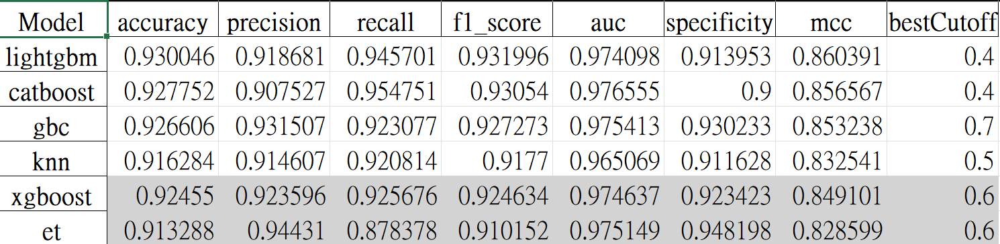 Model accuracy precision recall f1_score auc specificity mcc bestCutoff
lightgbm 0.930046 0.918681 0.945701 0.931996 0.974098 0.913953 0.860391 0.4
catboost 0.927752 0.907527 0.954751 0.93054 0.976555 0.9 0.856567 0.4
gbc 0.926606 0.931507 0.923077 0.927273 0.975413 0.930233 0.853238 0.7
knn 0.916284 0.914607 0.920814 0.9177 0.965069 0.911628 0.832541 0.5
xgboost 0.92455 0.923596 0.925676 0.924634 0.974637 0.923423 0.849101 0.6
et 0.913288 0.94431 0.878378 0.910152 0.975149 0.948198 0.828599 0.6